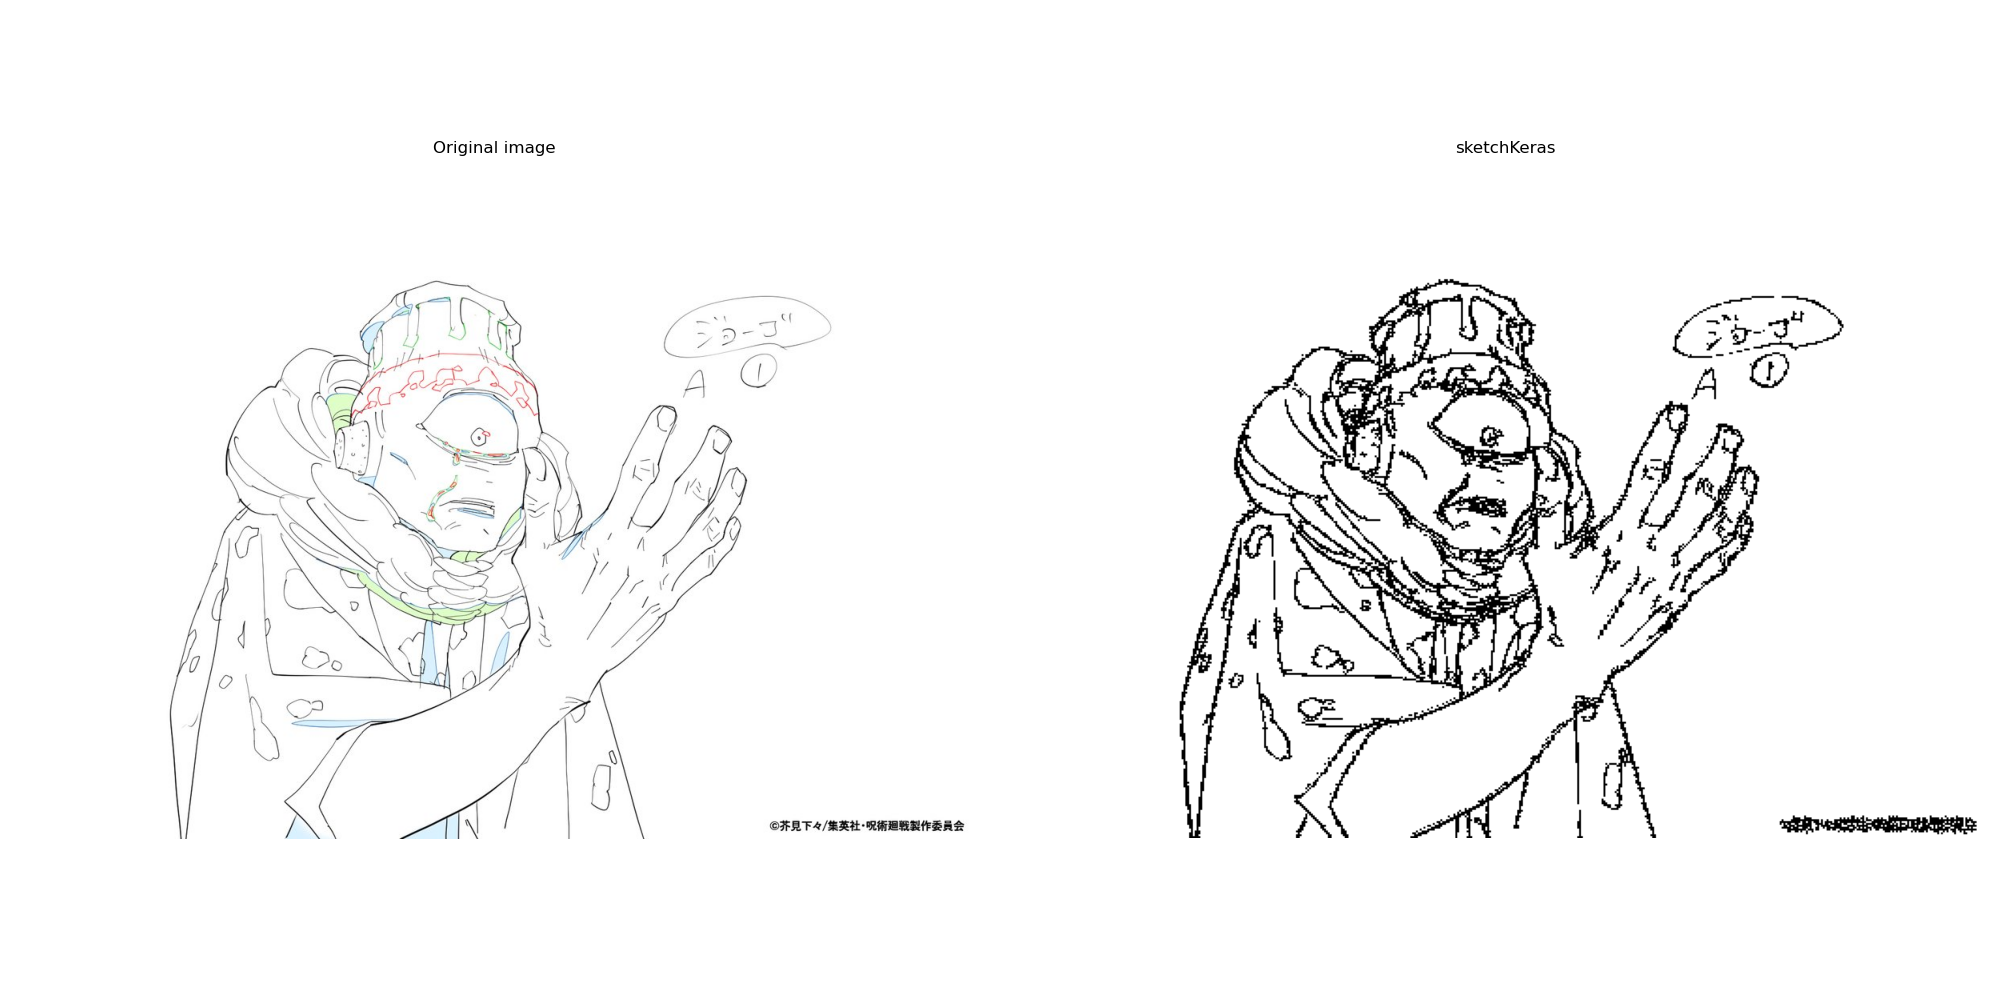 Original image
sketchKeras
ジョーゴ
A ①
ジョーゴ
A ①
©芥見下々/集英社・呪術廻戦製作委員会